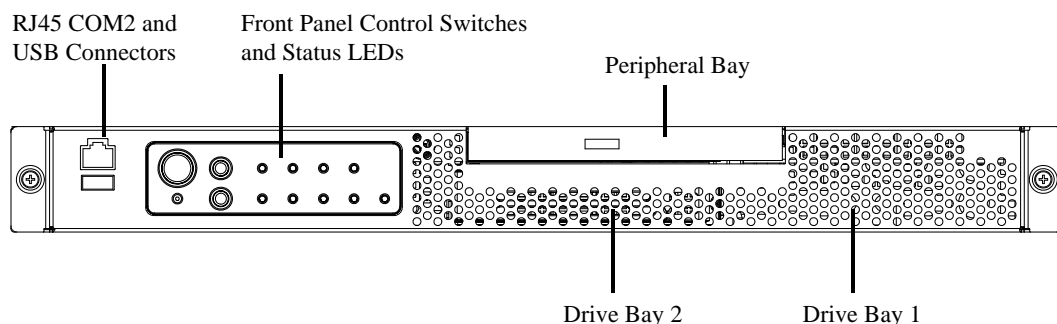 RJ45 COM2 and
USB Connectors
Front Panel Control Switches
and Status LEDs
Peripheral Bay
Drive Bay 2
Drive Bay 1